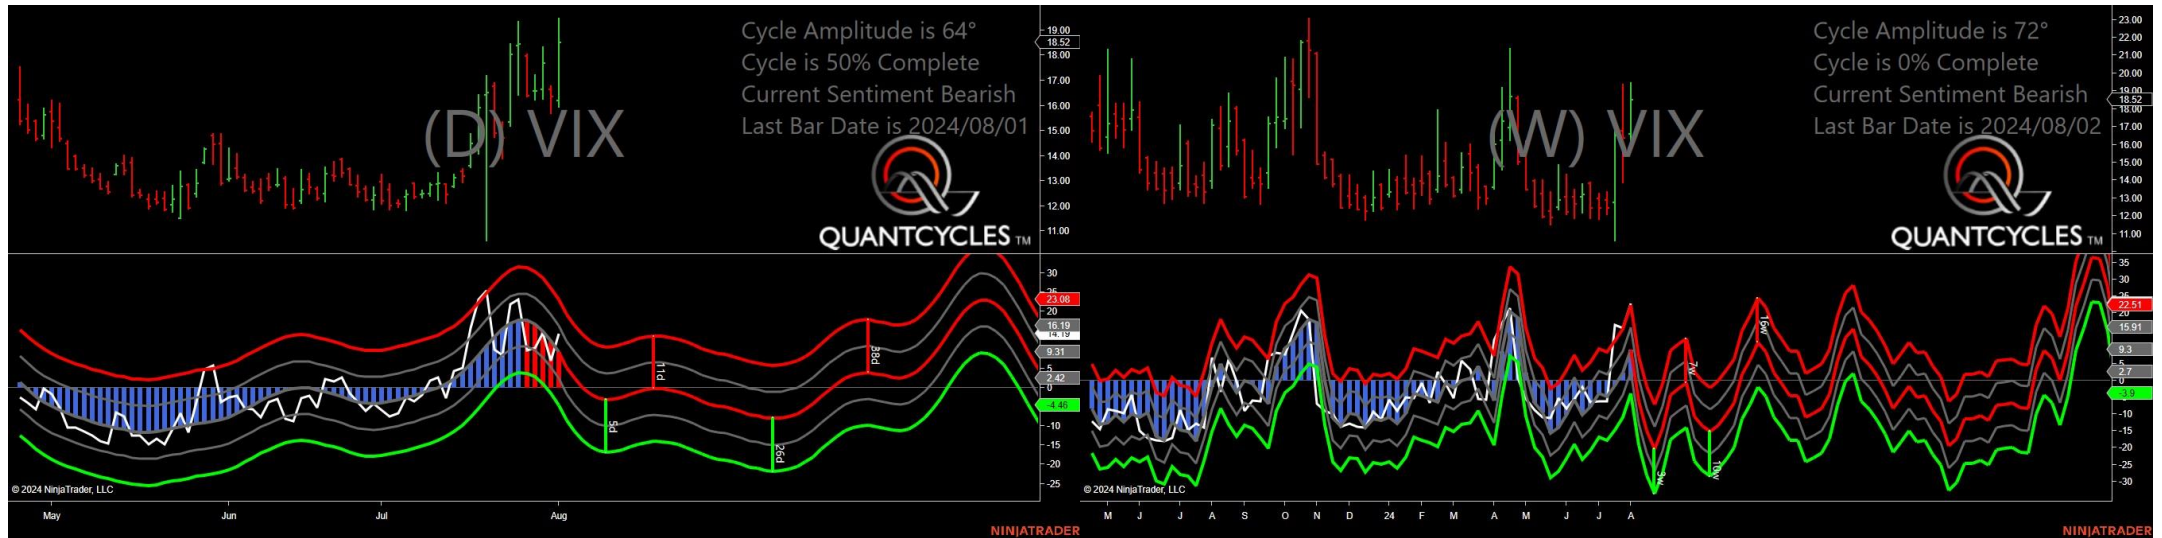 Cycle Amplitude is 64°
Cycle is 50% Complete
Current Sentiment Bearish
Last Bar Date is 2024/08/01
(D) VIX
QUANTCYCLES TM
19.00
18.52
18.00
17.00
16.00
15.00
14.00
13.00
12.00
11.00
30
23.08
20
16.19
9.31
5
2.42
0
-4.46
-10
-15
-20
-25
5d
11d
26d
38d
© 2024 NinjaTrader, LLC
May Jun Jul Aug
NINJATRADER
Cycle Amplitude is 72°
Cycle is 0% Complete
Current Sentiment Bearish
Last Bar Date is 2024/08/02
(W) VIX
QUANTCYCLES TM
23.00
22.00
21.00
20.00
19.00
18.52
18.00
17.00
16.00
15.00
14.00
13.00
12.00
11.00
35
30
22.51
20
15.91
9.3
5
2.7
0
-3.9
-10
-15
-20
-25
-30
3w
7w
10w
16w
© 2024 NinjaTrader, LLC
M J J A S O N D 24 F M A M J J A
NINJATRADER